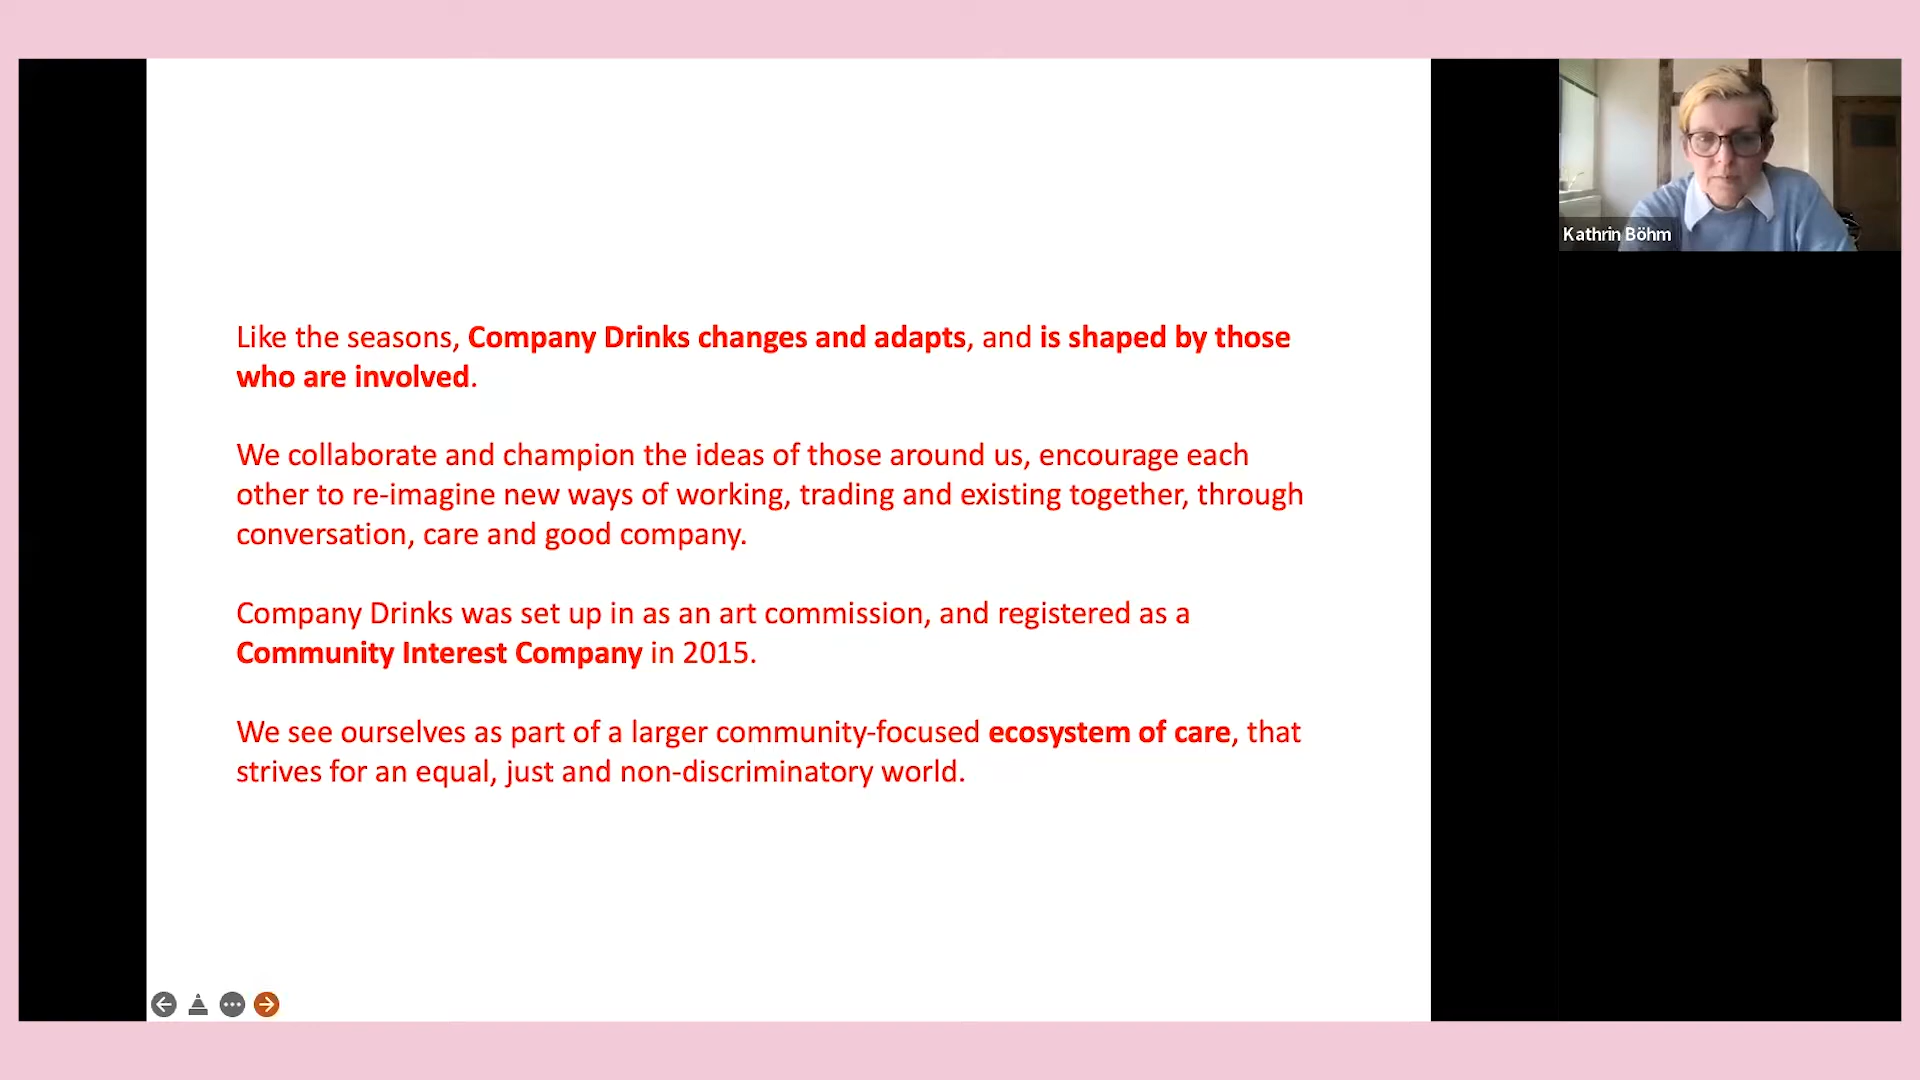 Like the seasons, Company Drinks changes and adapts, and is shaped by those
who are involved.
We collaborate and champion the ideas of those around us, encourage each
other to re-imagine new ways of working, trading and existing together, through
conversation, care and good company.
Company Drinks was set up in as an art commission, and registered as a
Community Interest Company in 2015.
We see ourselves as part of a larger community-focused ecosystem of care, that
strives for an equal, just and non-discriminatory world.
Kathrin Böhm